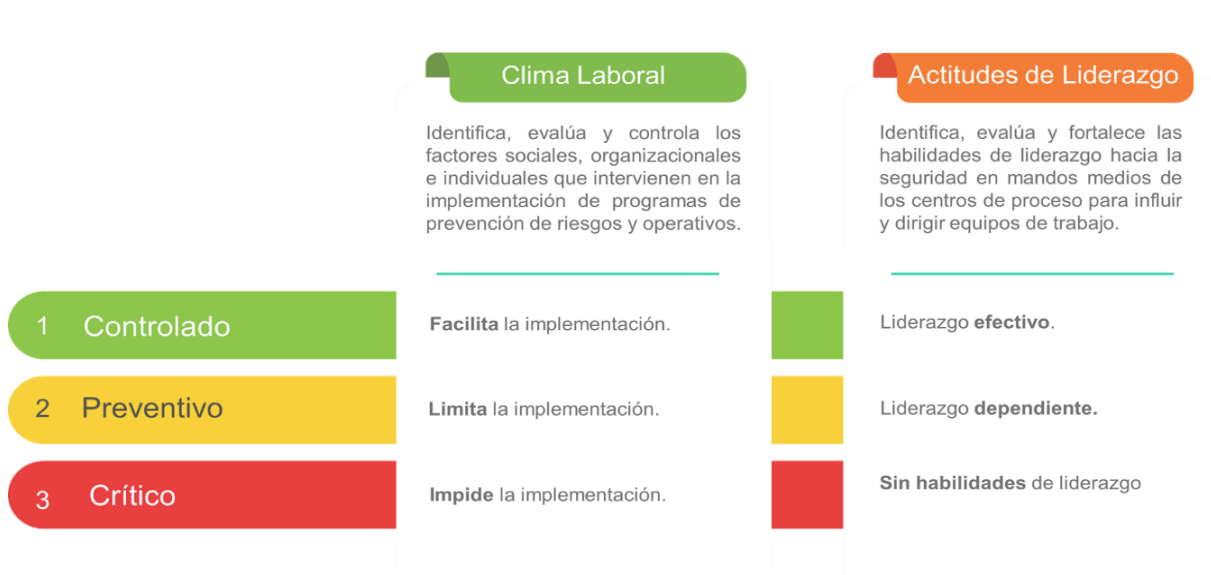 Clima Laboral
Identifica, evalúa y controla los
factores sociales, organizacionales
e individuales que intervienen en la
implementación de programas de
prevención de riesgos y operativos.
Actitudes de Liderazgo
Identifica, evalúa y fortalece las
habilidades de liderazgo hacia la
seguridad en mandos medios de
los centros de proceso para influir
y dirigir equipos de trabajo.
1 Controlado
Facilita la implementación.
Liderazgo efectivo.
2 Preventivo
Limita la implementación.
Liderazgo dependiente.
3 Crítico
Impide la implementación.
Sin habilidades de liderazgo